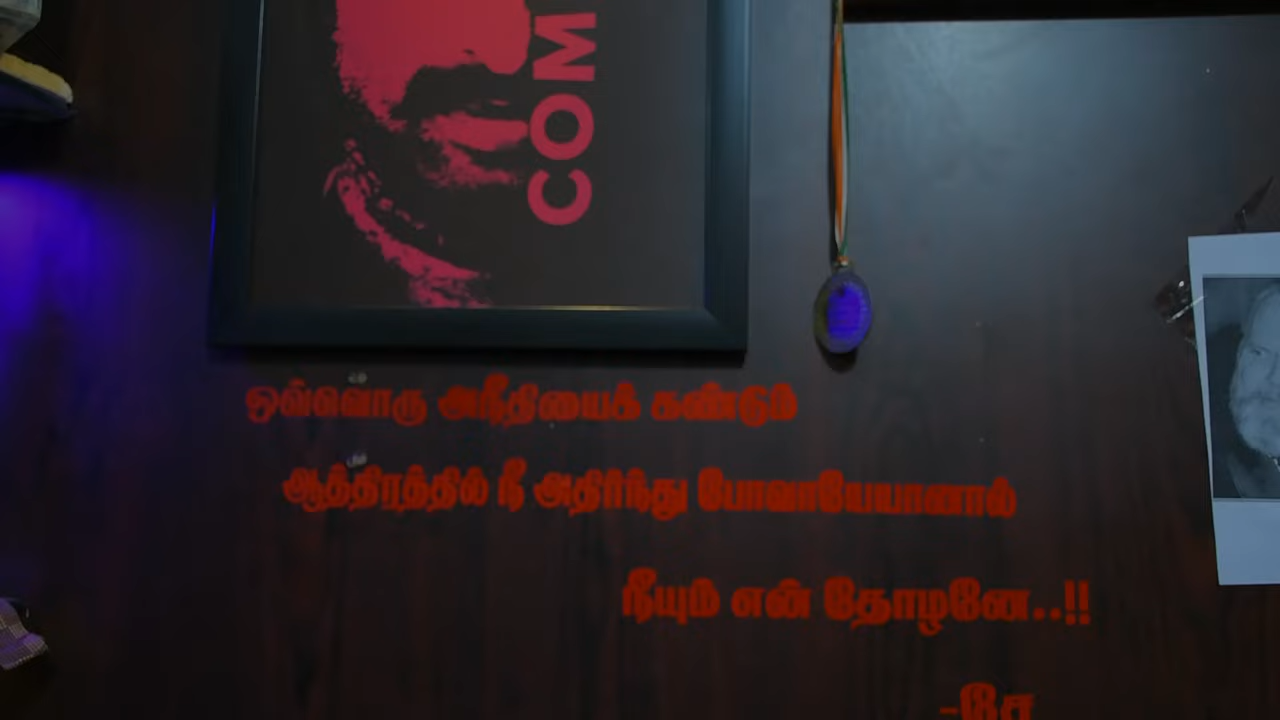 COM
ஒவ்வொரு அநீதியைக் கண்டும்
ஆத்திரத்தில் நீ அதிர்ந்து போவாயேயானால்
நீயும் என் தோழனே..!!
-சே